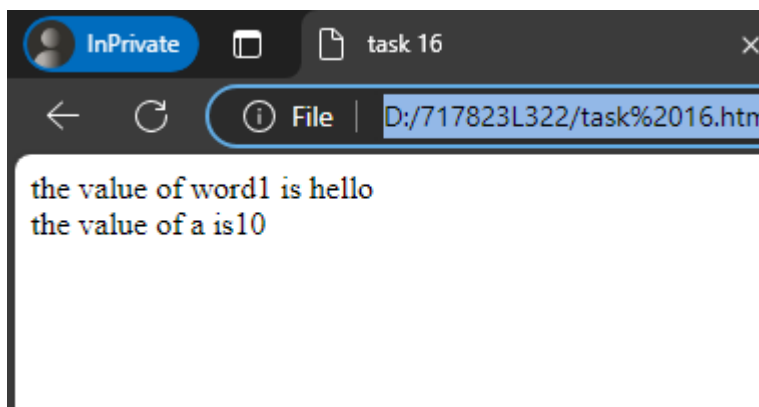 InPrivate
task 16
File
D:/717823L322/task%2016.htm
the value of word1 is hello
the value of a is10